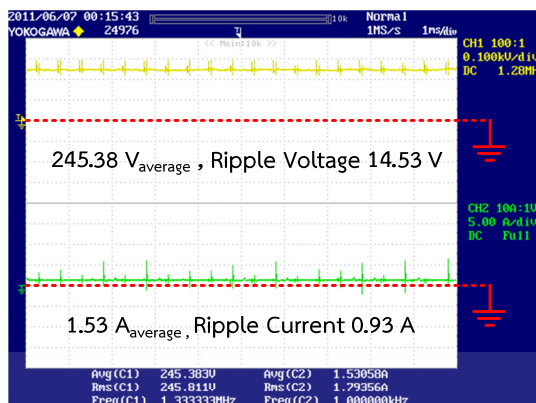 2011/06/07 00:15:43 10k Normal
YOKOGAWA 24976 1MS/s 1ms/div
<< Main:10k >>
CH1 100:1
0.100kV/div
DC 1.28MH
245.38 Vaverage , Ripple Voltage 14.53 V
CH2 10A:1V
5.00 A/div
DC Full
1.53 Aaverage , Ripple Current 0.93 A
Avg(C1) 245.383V Avg(C2) 1.53058A
Rms(C1) 245.811V Rms(C2) 1.79356A
Freq(C1) 1.333333MHz Freq(C2) 1.000000kHz